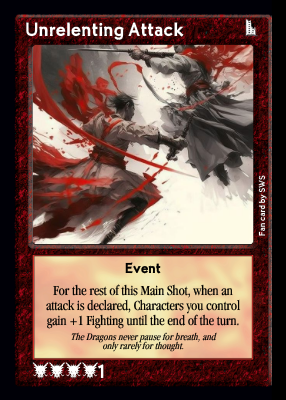 Unrelenting Attack
Fan card by SWS
Event
For the rest of this Main Shot, when an
attack is declared, Characters you control
gain +1 Fighting until the end of the turn.
The Dragons never pause for breath, and
only rarely for thought.
1